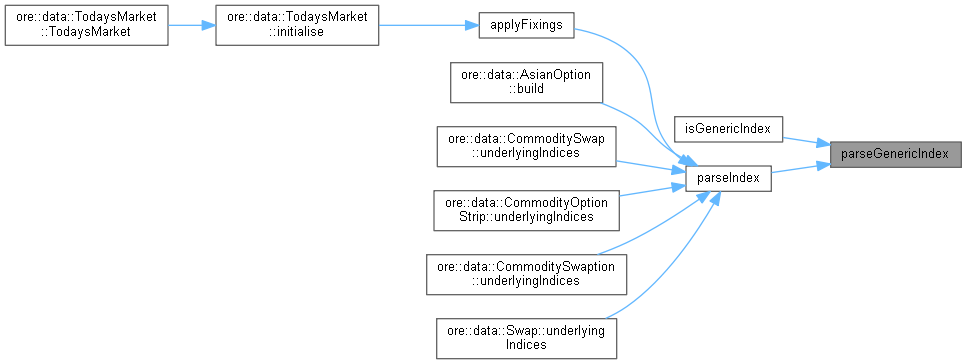 ore::data::TodaysMarket
::TodaysMarket
ore::data::TodaysMarket
::initialise
applyFixings
ore::data::AsianOption
::build
ore::data::CommoditySwap
::underlyingIndices
ore::data::CommodityOption
Strip::underlyingIndices
ore::data::CommoditySwaption
::underlyingIndices
ore::data::Swap::underlying
Indices
isGenericIndex
parseIndex
parseGenericIndex